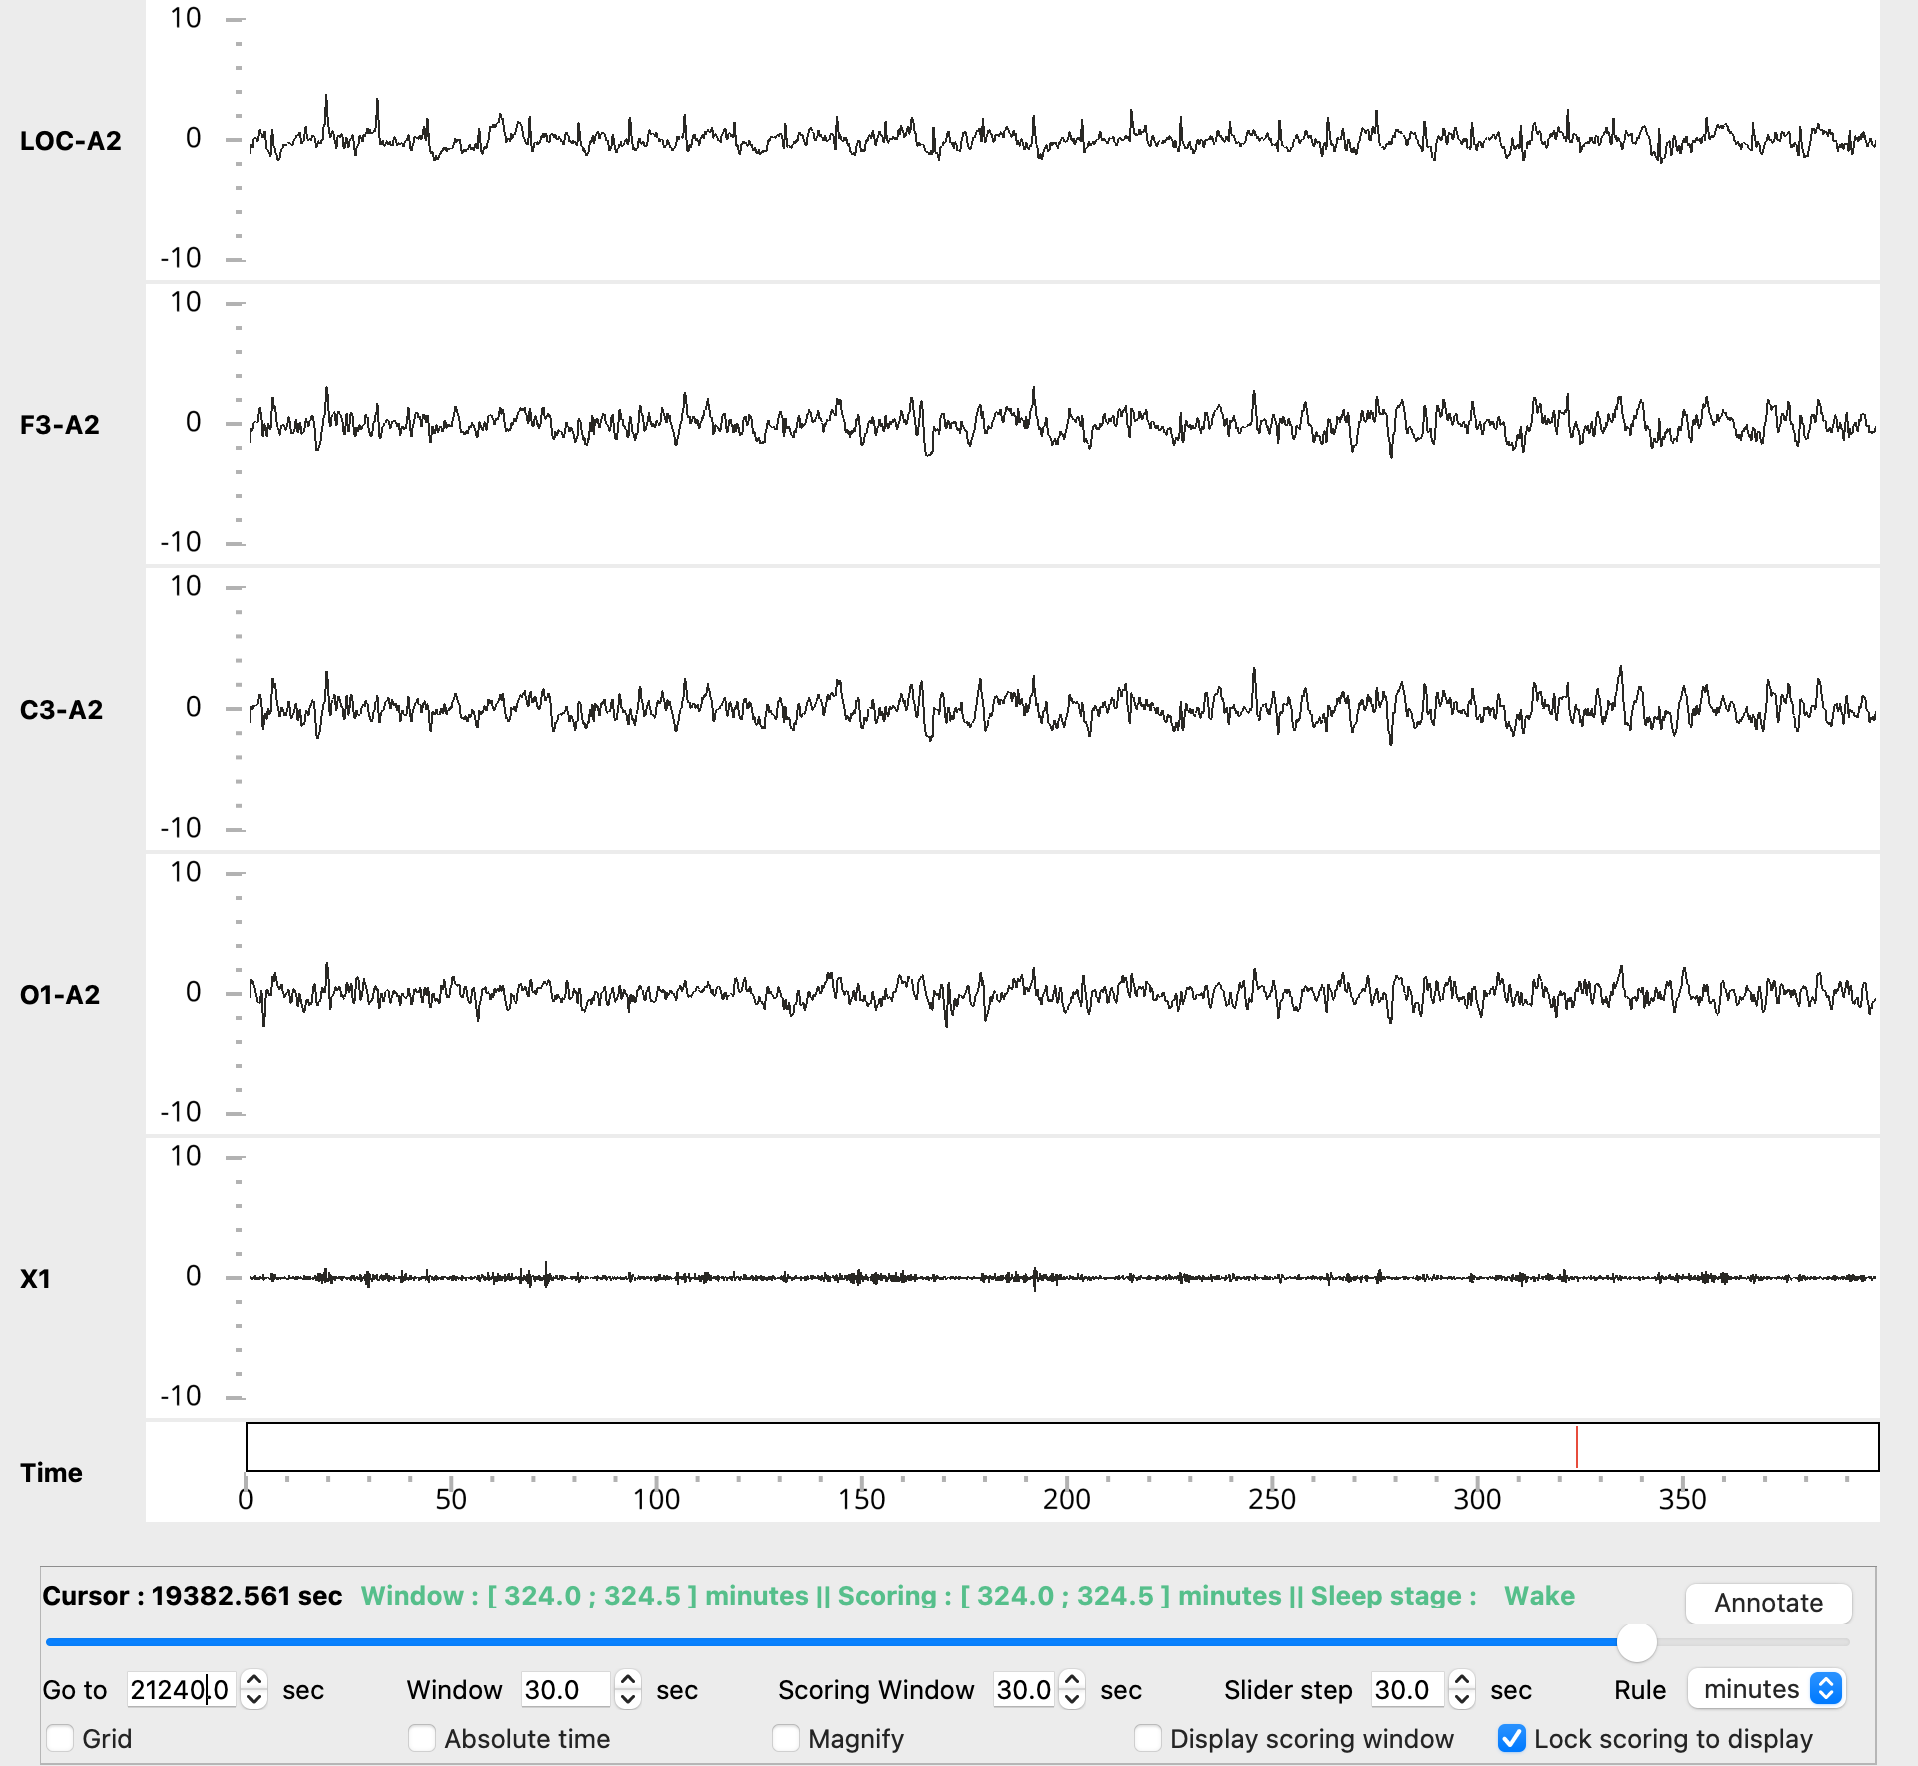 10
LOC-A2
0
-10
10
F3-A2
0
-10
10
C3-A2
0
-10
10
O1-A2
0
-10
10
X1
0
-10
Time
0 50 100 150 200 250 300 350
Cursor : 19382.561 sec Window : [ 324.0 ; 324.5 ] minutes || Scoring : [ 324.0 ; 324.5 ] minutes || Sleep stage : Wake Annotate
Go to 21240.0 sec Window 30.0 sec Scoring Window 30.0 sec Slider step 30.0 sec Rule minutes
Grid Absolute time Magnify Display scoring window Lock scoring to display